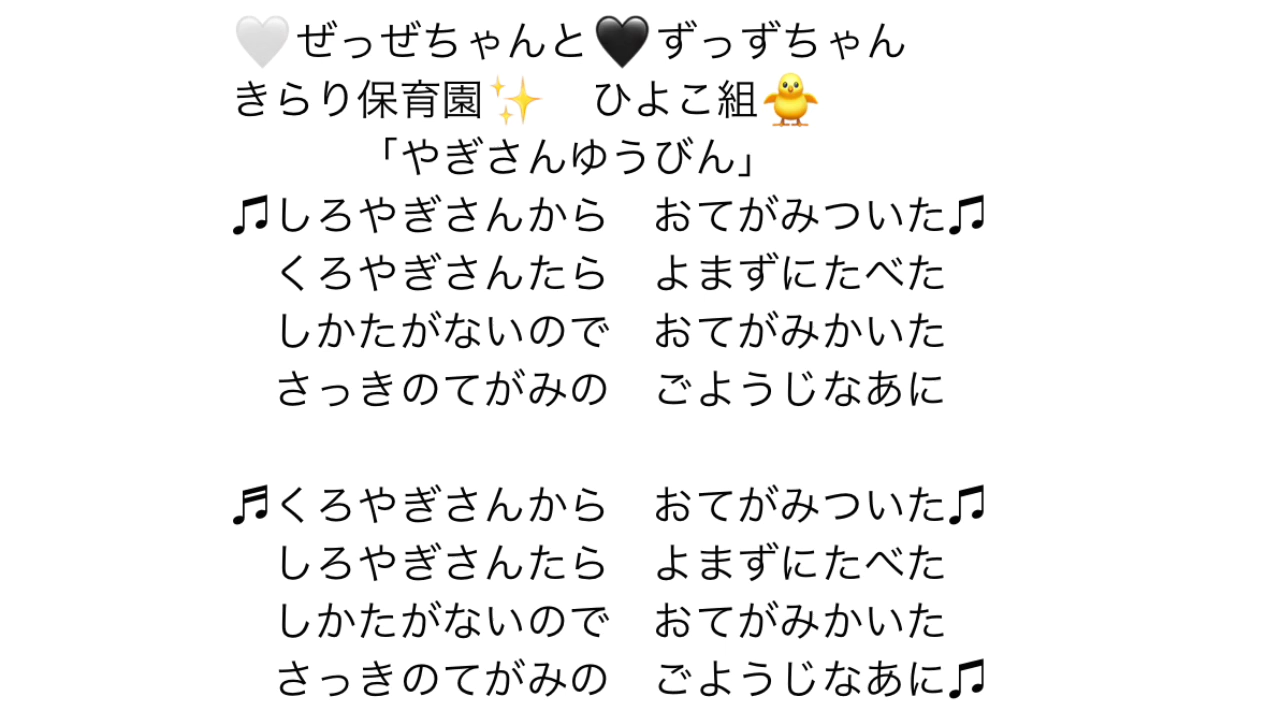 🤍ぜっぜちゃんと🖤ずっずちゃん
きらり保育園✨　ひよこ組🐥
「やぎさんゆうびん」
♫しろやぎさんから　おてがみついた♫
くろやぎさんたら　よまずにたべた
しかたがないので　おてがみかいた
さっきのてがみの　ごようじなあに
♬くろやぎさんから　おてがみついた♫
しろやぎさんたら　よまずにたべた
しかたがないので　おてがみかいた
さっきのてがみの　ごようじなあに♫